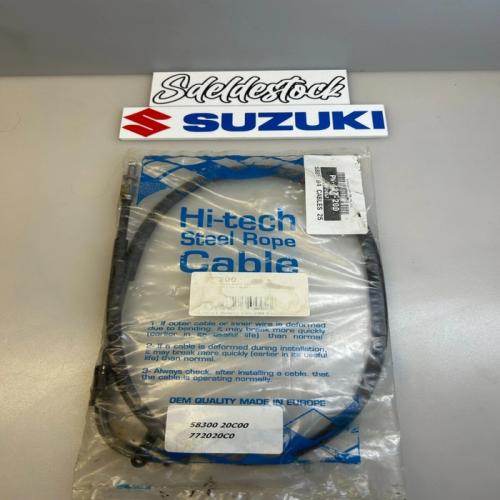 Sdeldestock
SUZUKI
Hi-tech
Steel Rope
Cable
1- If outer cable or inner wire is deformed
due to bending, it may break more quickly
(earlier in its useful life) than normal.
2- If a cable is deformed during installation,
it may break more quickly (earlier in its useful
life) than normal.
3- Always check, after installing a cable, that
the cable is operating normally.
OEM QUALITY MADE IN EUROPE
58300 20C00
772020C0